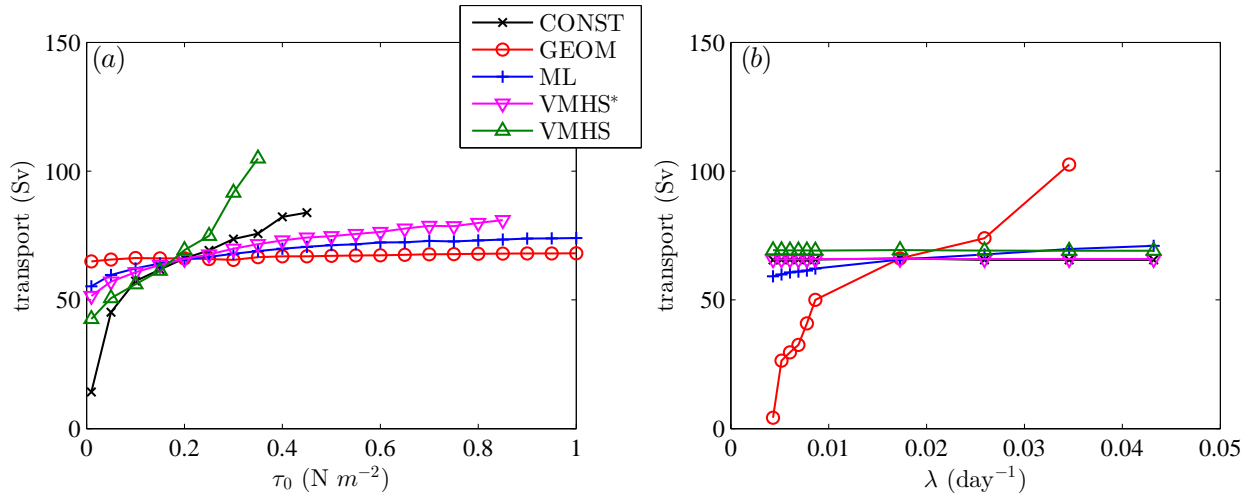 CONST
GEOM
ML
VMHS*
VMHS
(a)
150
100
50
0
transport (Sv)
0
0.2
0.4
0.6
0.8
1
τ₀ (N m⁻²)
(b)
150
100
50
0
transport (Sv)
0
0.01
0.02
0.03
0.04
0.05
λ (day⁻¹)